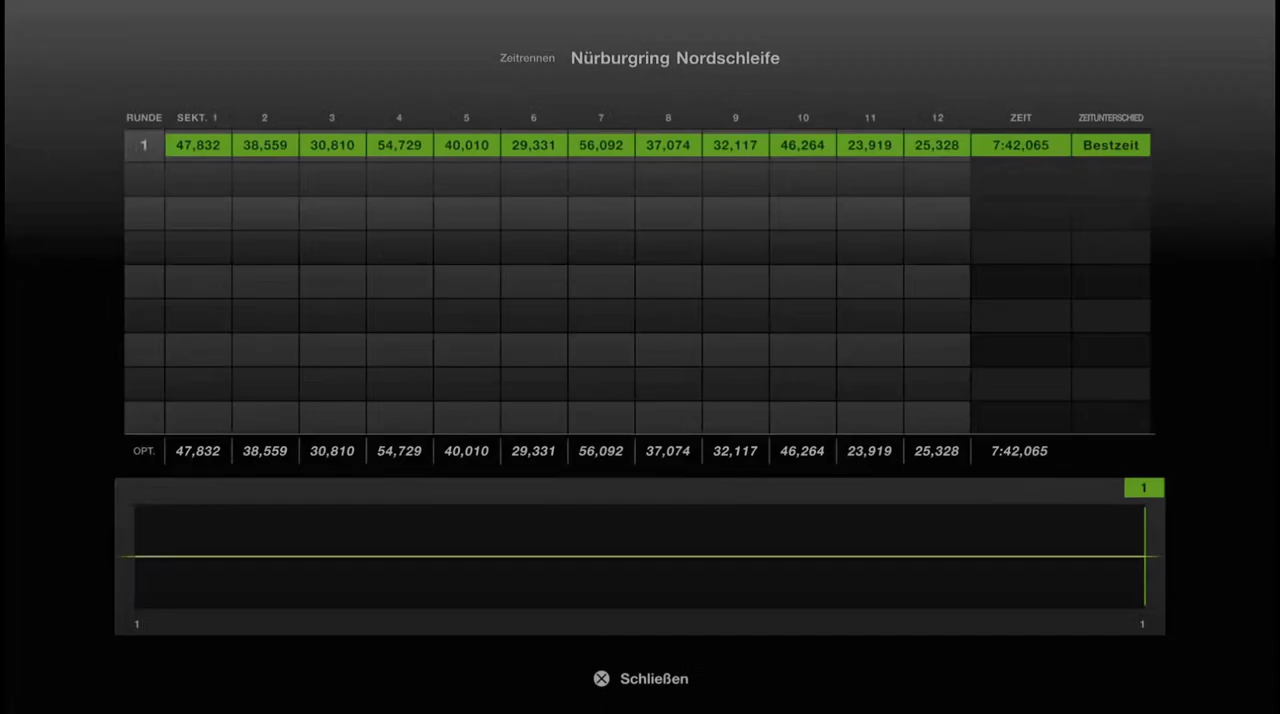 Zeitrennen Nürburgring Nordschleife
RUNDE SEKT. 1 2 3 4 5 6 7 8 9 10 11 12 ZEIT ZEITUNTERSCHIED
1 47,832 38,559 30,810 54,729 40,010 29,331 56,092 37,074 32,117 46,264 23,919 25,328 7:42,065 Bestzeit
OPT. 47,832 38,559 30,810 54,729 40,010 29,331 56,092 37,074 32,117 46,264 23,919 25,328 7:42,065
1
1 1
Schließen